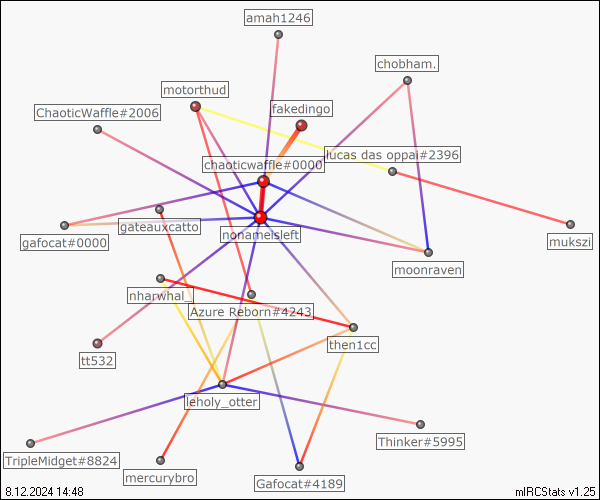 amah1246
chobham.
motorthud
fakedingo
ChaoticWaffle#2006
lucas das oppai#2396
chaoticwaffle#0000
gateauxcatto
nonameisleft
gafocat#0000
mukszi
moonraven
nharwhal_
Azure Reborn#4243
then1cc
tt532
leholy_otter
Thinker#5995
TripleMidget#8824
mercurybro
Gafocat#4189
8.12.2024 14:48
mIRCStats v1.25